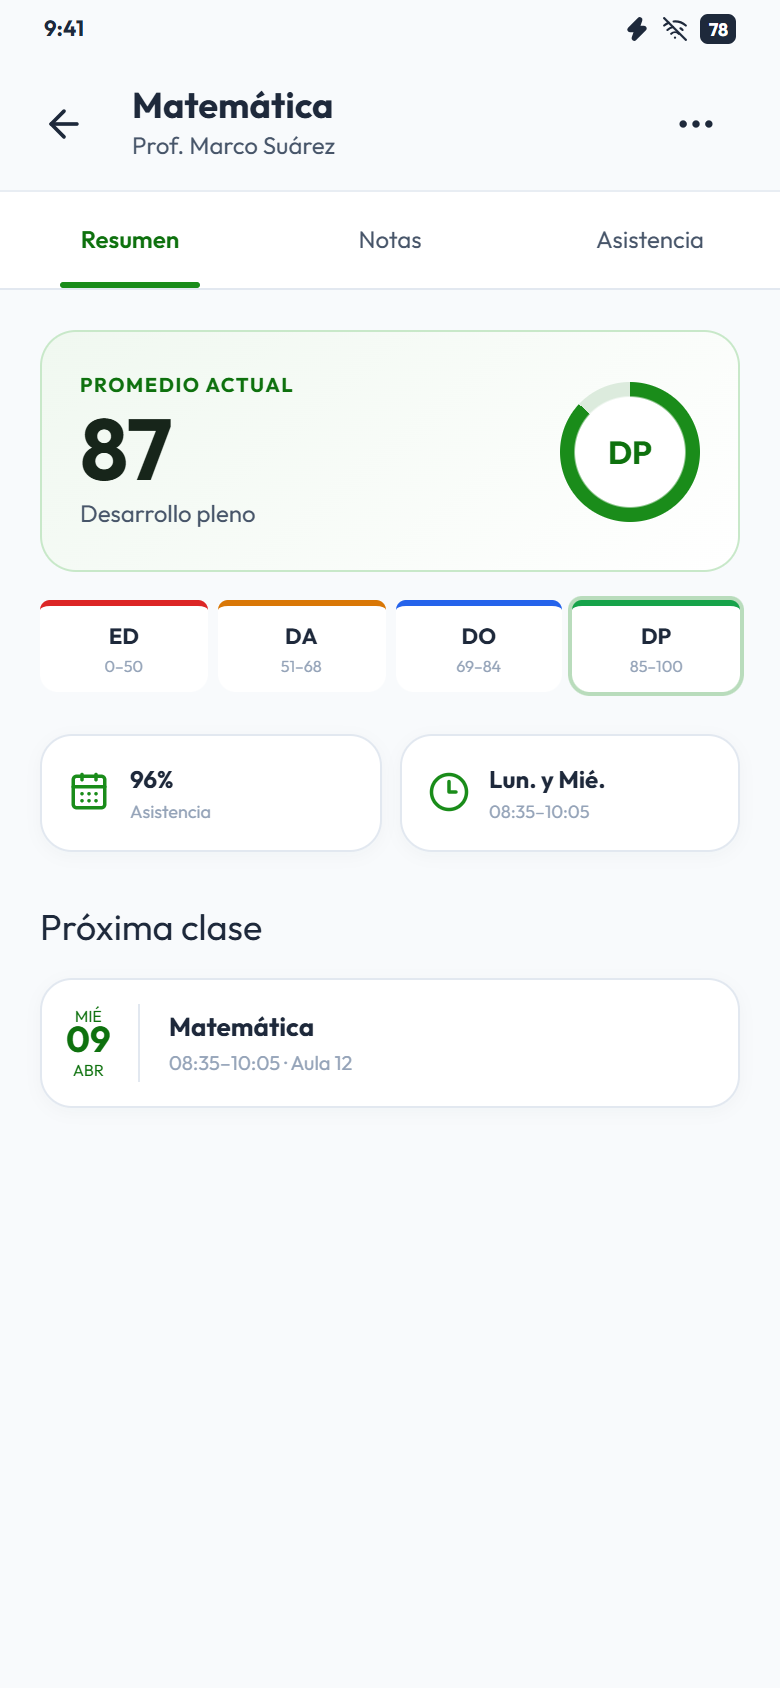 9:41
78
Matemática
Prof. Marco Suárez
Resumen
Notas
Asistencia
PROMEDIO ACTUAL
87
Desarrollo pleno
DP
ED
0–50
DA
51–68
DO
69–84
DP
85–100
96%
Asistencia
Lun. y Mié.
08:35–10:05
Próxima clase
MIÉ
09
ABR
Matemática
08:35–10:05 · Aula 12